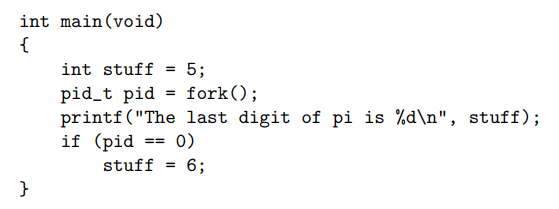 int main(void)
{
    int stuff = 5;
    pid_t pid = fork();
    printf("The last digit of pi is %d\n", stuff);
    if (pid == 0)
        stuff = 6;
}